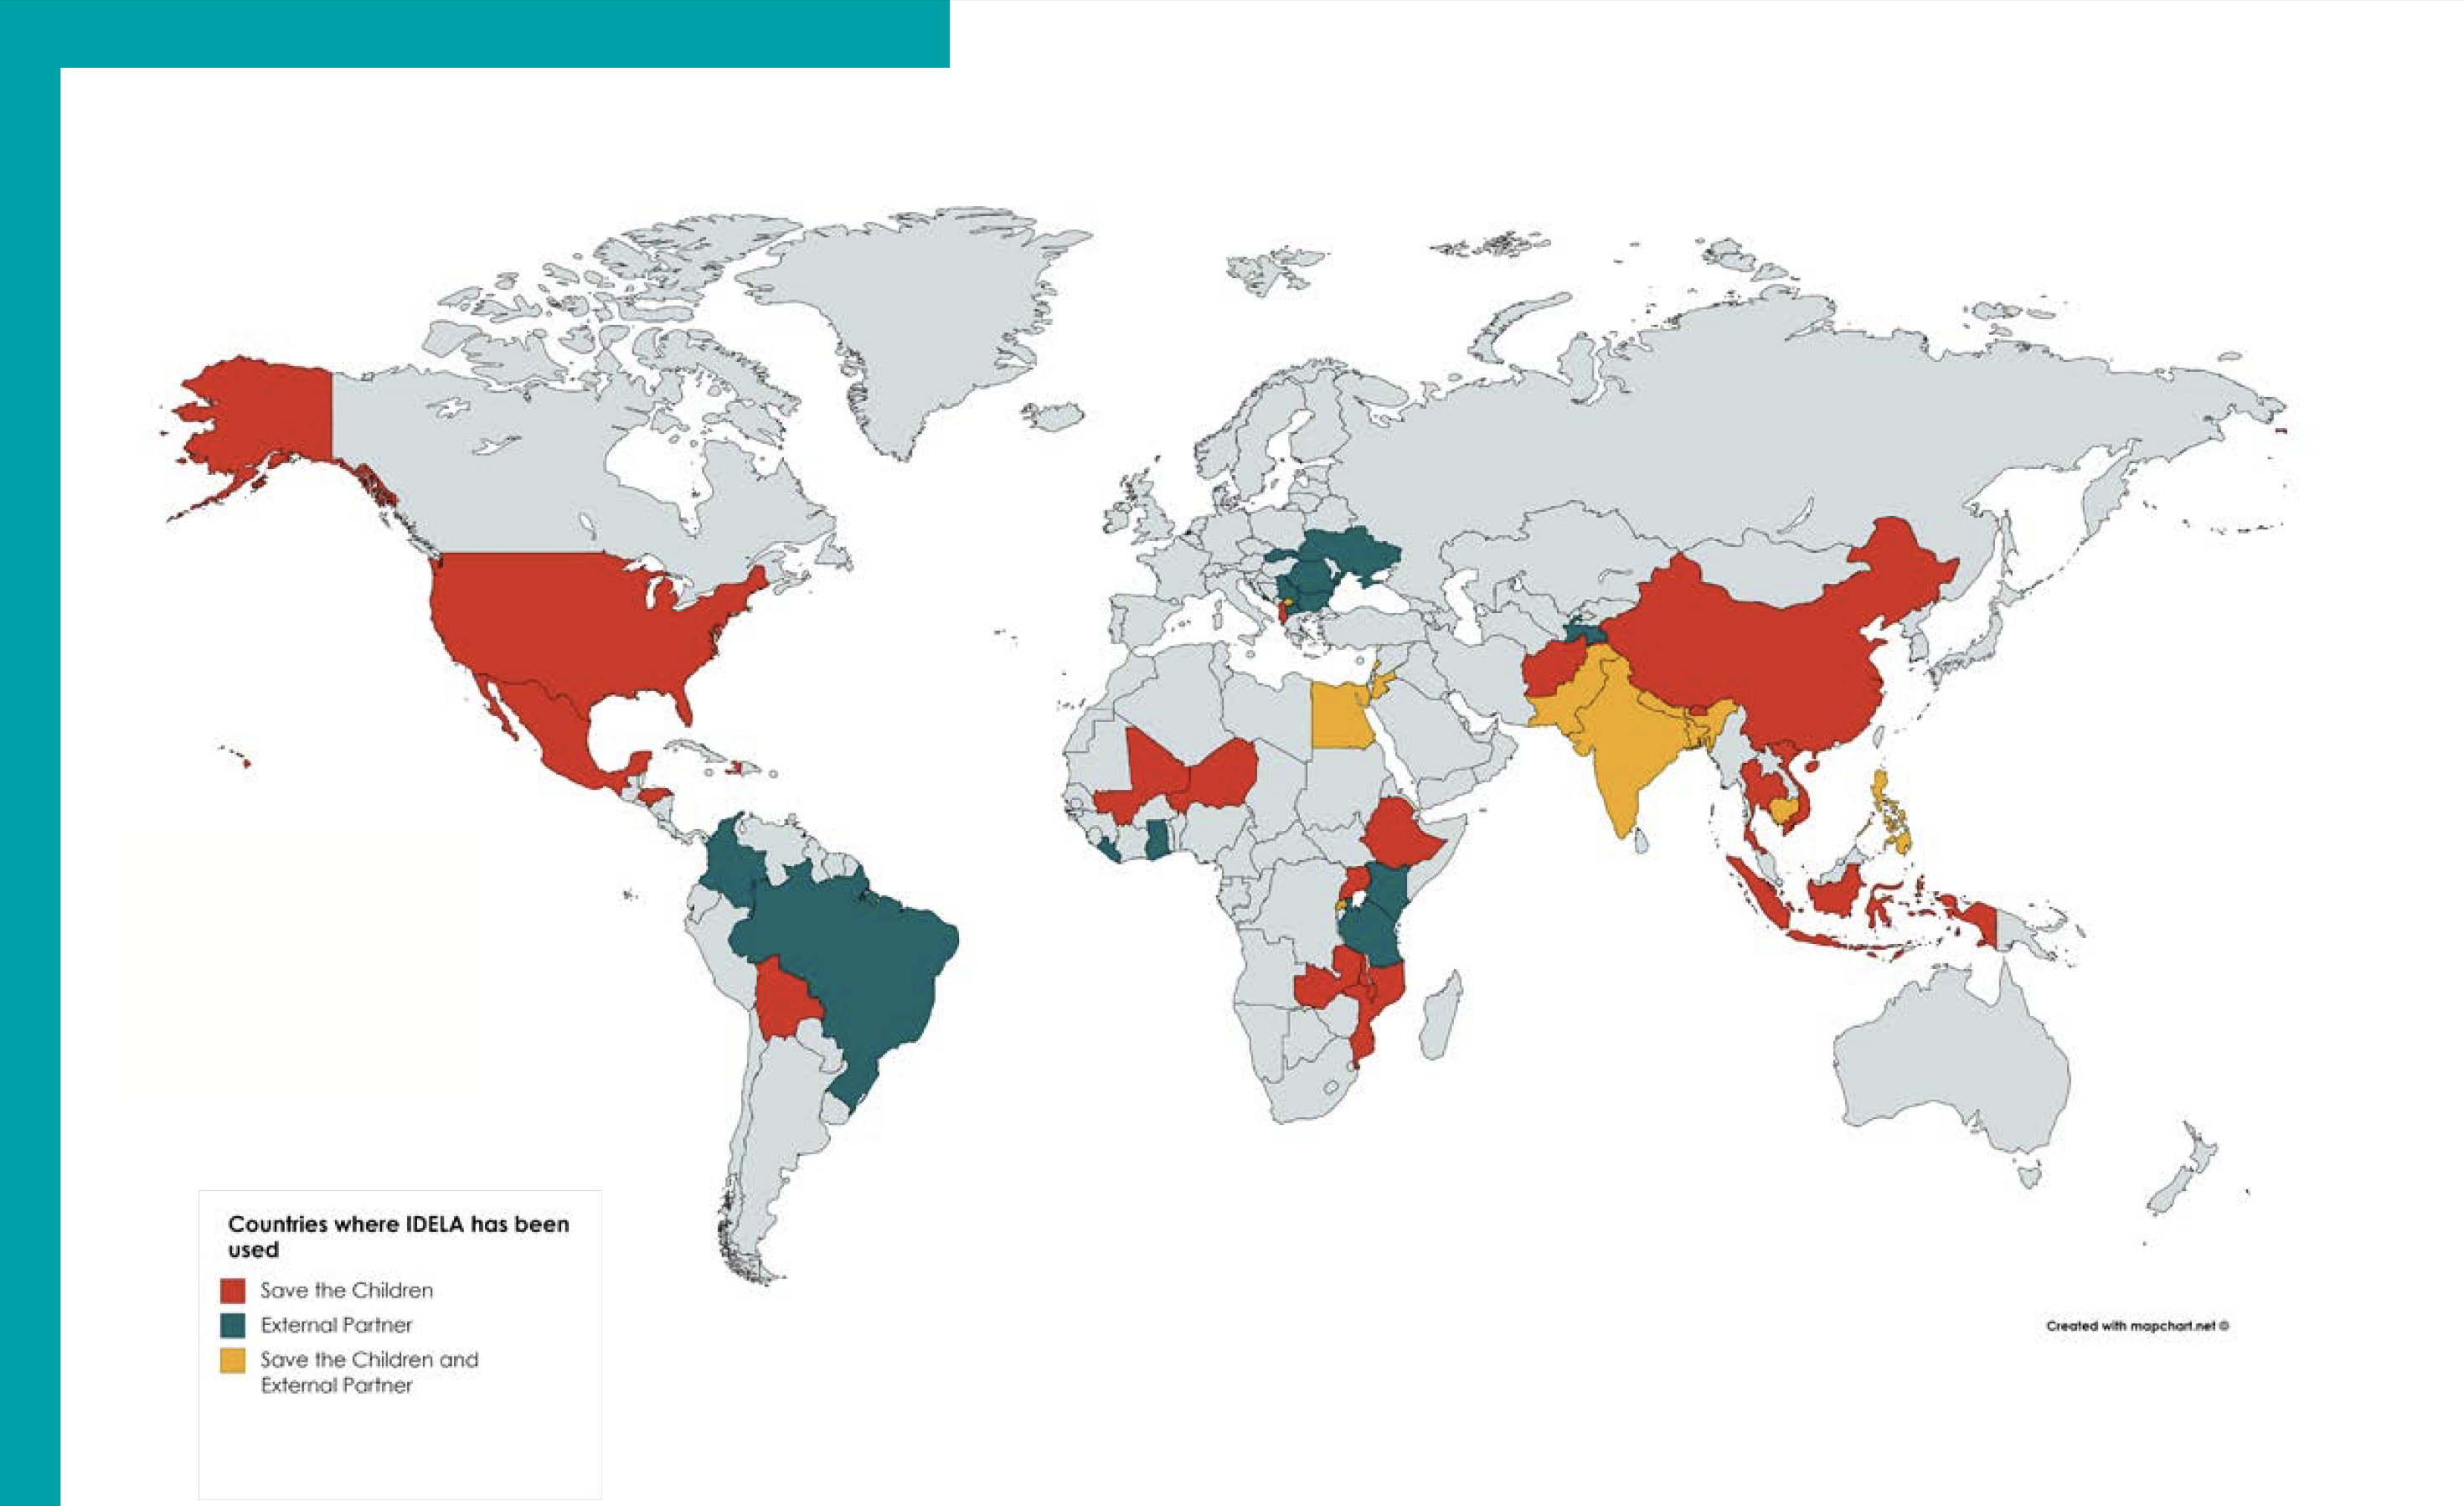 Countries where IDELA has been
used
Save the Children
External Partner
Save the Children and
External Partner
Created with mapchart.net ©